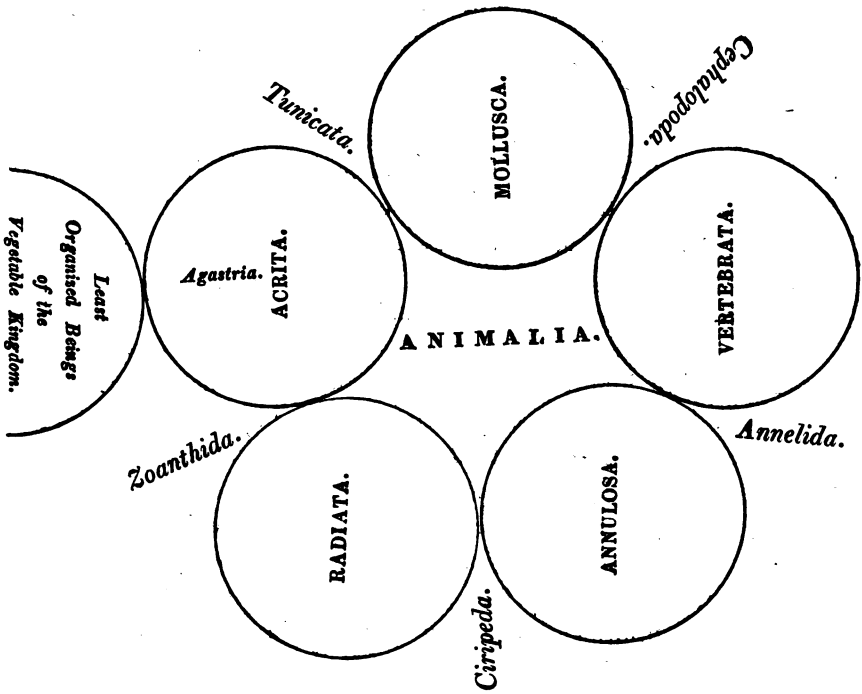 MOLLUSCA.
Tunicata.
Cephalopoda.
ACRITA.
Agastria.
VERTEBRATA.
Least
Organised Beings
of the
Vegetable Kingdom.
ANIMALIA.
Zoanthida.
Annelida.
RADIATA.
ANNULOSA.
Ciripeda.